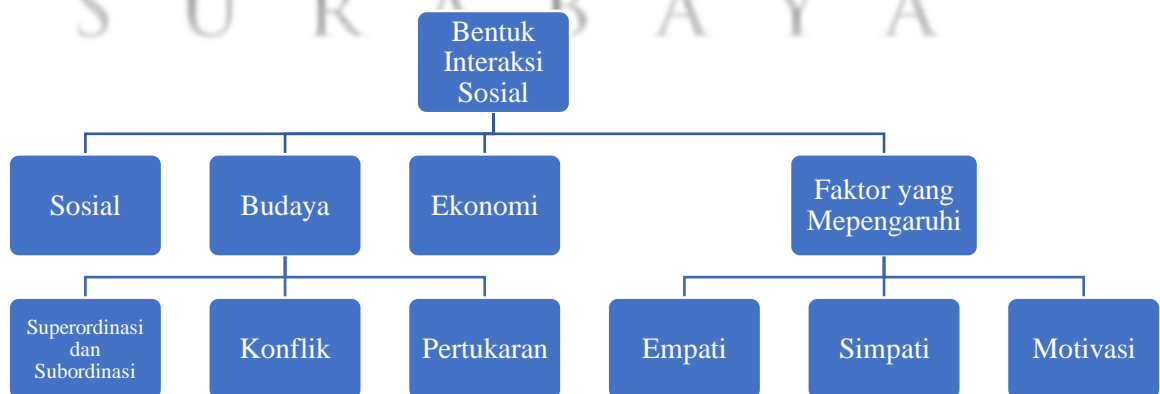 S U R A B A Y A
Bentuk
Interaksi
Sosial
Sosial
Budaya
Ekonomi
Faktor yang
Mepengaruhi
Superordinasi
dan
Subordinasi
Konflik
Pertukaran
Empati
Simpati
Motivasi